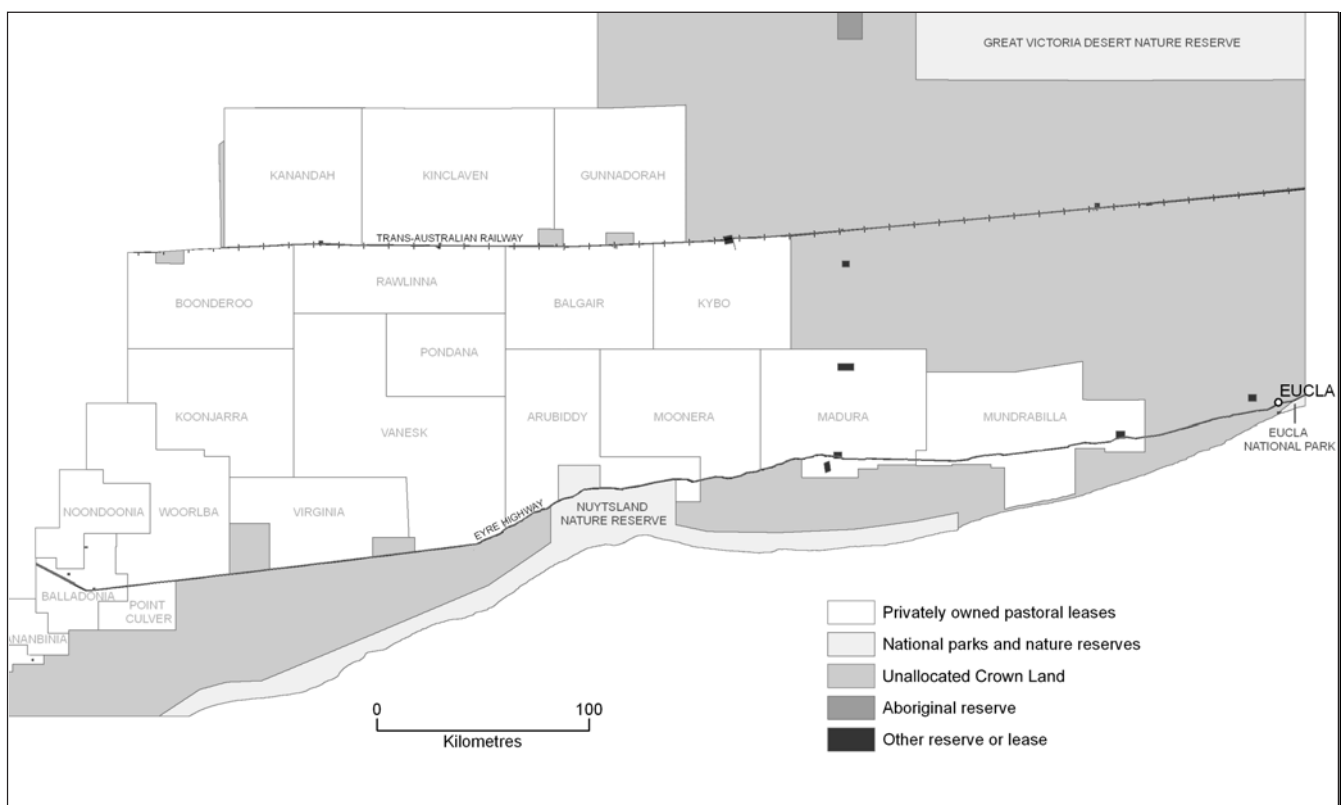 GREAT VICTORIA DESERT NATURE RESERVE
KANANDAH
KINCLAVEN
GUNNADORAH
TRANS-AUSTRALIAN RAILWAY
BOONDEROO
RAWLINNA
BALGAIR
KYBO
PONDANA
KOONJARRA
VANESK
ARUBIDDY
MOONERA
MADURA
MUNDRABILLA
EUCLA
EUCLA
NATIONAL PARK
NOONDOONIA
WOORLBA
VIRGINIA
EYRE HIGHWAY
NUYTSLAND
NATURE RESERVE
BALLADONIA
POINT
CULVER
ANANBINIA
Privately owned pastoral leases
National parks and nature reserves
Unallocated Crown Land
Aboriginal reserve
Other reserve or lease
0 100
Kilometres